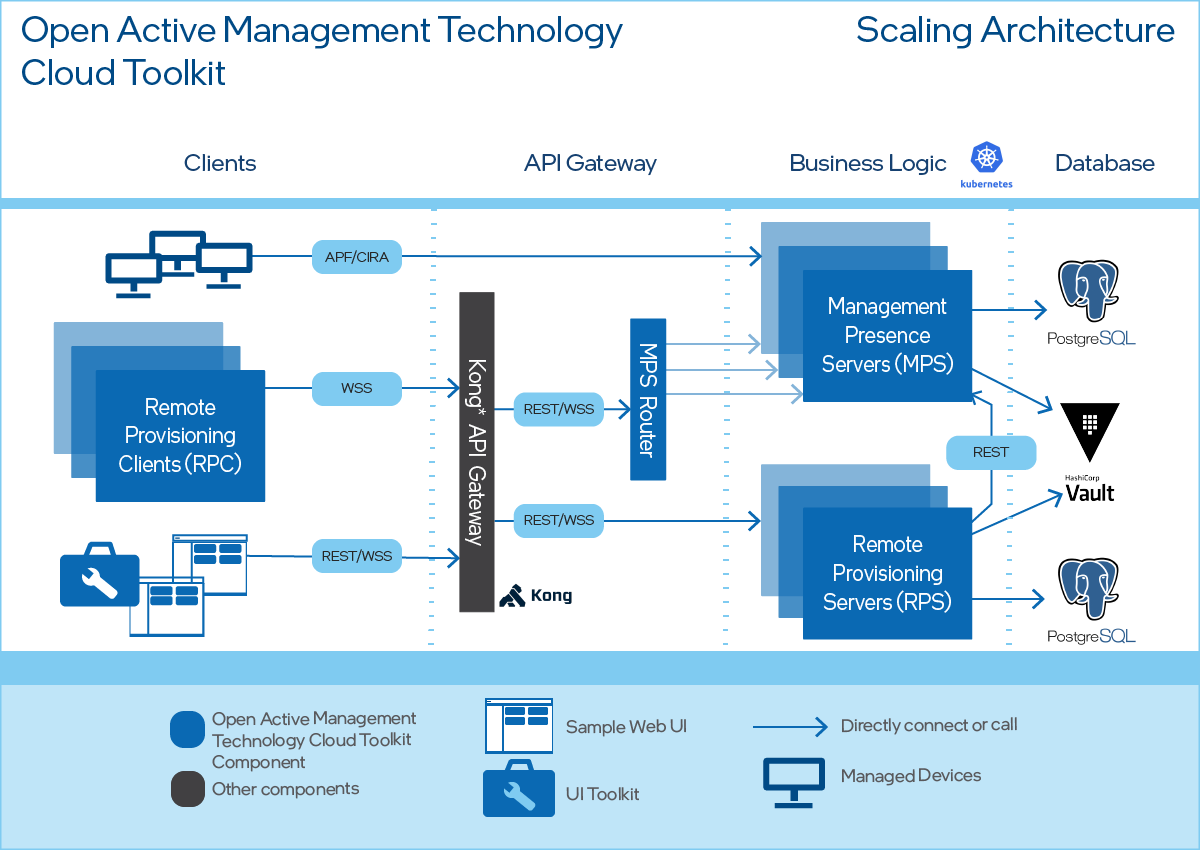 Open Active Management Technology
Cloud Toolkit
Scaling Architecture
Clients
API Gateway
Business Logic
kubernetes
Database
APF/CIRA
WSS
REST/WSS
Remote
Provisioning
Clients (RPC)
Kong* API Gateway
Kong
REST/WSS
REST/WSS
MPS Router
Management
Presence
Servers (MPS)
REST
Remote
Provisioning
Servers (RPS)
PostgreSQL
HashiCorp
Vault
PostgreSQL
Open Active Management
Technology Cloud Toolkit
Component
Other components
Sample Web UI
UI Toolkit
Directly connect or call
Managed Devices